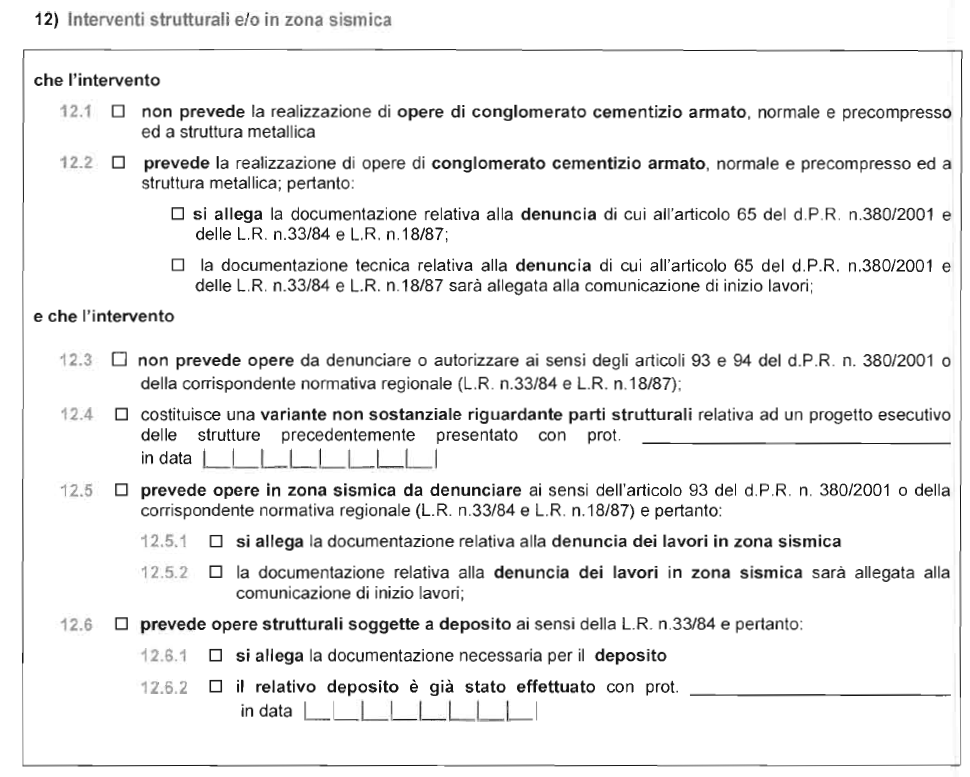 12) Interventi strutturali e/o in zona sismica
che l'intervento
12.1 ☐ non prevede la realizzazione di opere di conglomerato cementizio armato, normale e precompresso
ed a struttura metallica
12.2 ☐ prevede la realizzazione di opere di conglomerato cementizio armato, normale e precompresso ed a
struttura metallica; pertanto:
☐ si allega la documentazione relativa alla denuncia di cui all'articolo 65 del d.P.R. n.380/2001 e
delle L.R. n.33/84 e L.R. n.18/87;
☐ la documentazione tecnica relativa alla denuncia di cui all'articolo 65 del d.P.R. n.380/2001 e
delle L.R. n.33/84 e L.R. n.18/87 sarà allegata alla comunicazione di inizio lavori;
e che l'intervento
12.3 ☐ non prevede opere da denunciare o autorizzare ai sensi degli articoli 93 e 94 del d.P.R. n. 380/2001 o
della corrispondente normativa regionale (L.R. n.33/84 e L.R. n.18/87);
12.4 ☐ costituisce una variante non sostanziale riguardante parti strutturali relativa ad un progetto esecutivo
delle strutture precedentemente presentato con prot. ____________________
in data |__|__|__|__|__|__|__|__|
12.5 ☐ prevede opere in zona sismica da denunciare ai sensi dell'articolo 93 del d.P.R. n. 380/2001 o della
corrispondente normativa regionale (L.R. n.33/84 e L.R. n.18/87) e pertanto:
12.5.1 ☐ si allega la documentazione relativa alla denuncia dei lavori in zona sismica
12.5.2 ☐ la documentazione relativa alla denuncia dei lavori in zona sismica sarà allegata alla
comunicazione di inizio lavori;
12.6 ☐ prevede opere strutturali soggette a deposito ai sensi della L.R. n.33/84 e pertanto:
12.6.1 ☐ si allega la documentazione necessaria per il deposito
12.6.2 ☐ il relativo deposito è già stato effettuato con prot. ____________________
in data |__|__|__|__|__|__|__|__|